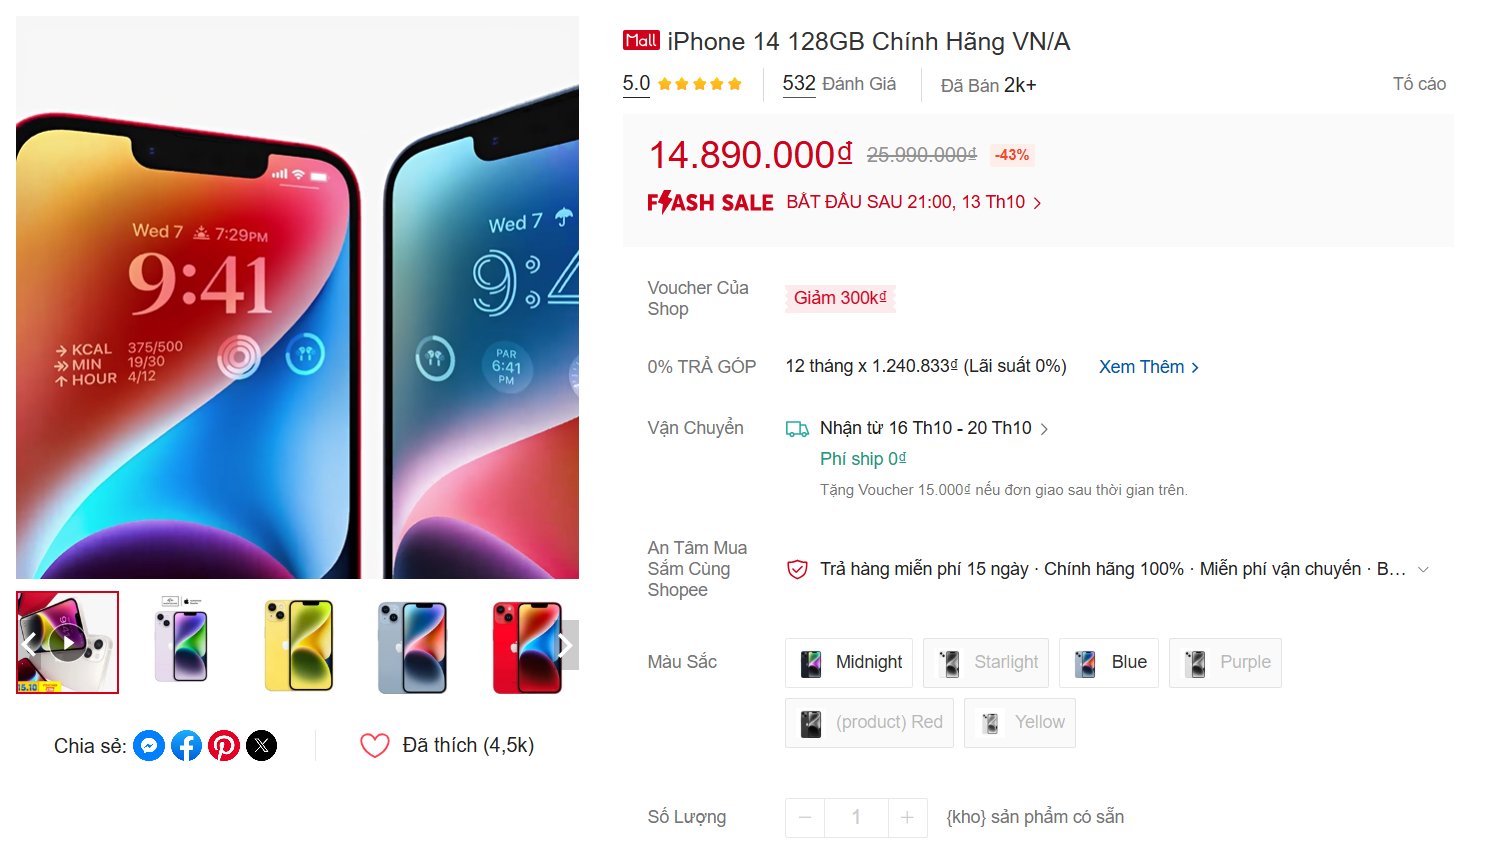 Mall iPhone 14 128GB Chính Hãng VN/A
5.0 532 Đánh Giá Đã Bán 2k+ Tố cáo
14.890.000₫ 25.990.000₫ -43%
FLASH SALE BẮT ĐẦU SAU 21:00, 13 Th10
Voucher Của
Shop
Giảm 300k₫
0% TRẢ GÓP 12 tháng x 1.240.833₫ (Lãi suất 0%) Xem Thêm
Vận Chuyển Nhận từ 16 Th10 - 20 Th10
Phí ship 0₫
Tặng Voucher 15.000₫ nếu đơn giao sau thời gian trên.
An Tâm Mua
Sắm Cùng
Shopee
Trả hàng miễn phí 15 ngày · Chính hãng 100% · Miễn phí vận chuyển · B...
Màu Sắc Midnight Starlight Blue Purple
(product) Red Yellow
Số Lượng 1 {kho} sản phẩm có sẵn
Wed 7 7:29PM
9:41
KCAL 375/500
MIN 19/30
HOUR 4/12
Wed 7
9:4
PAR
6:41
PM
15.10
Chia sẻ: Đã thích (4,5k)